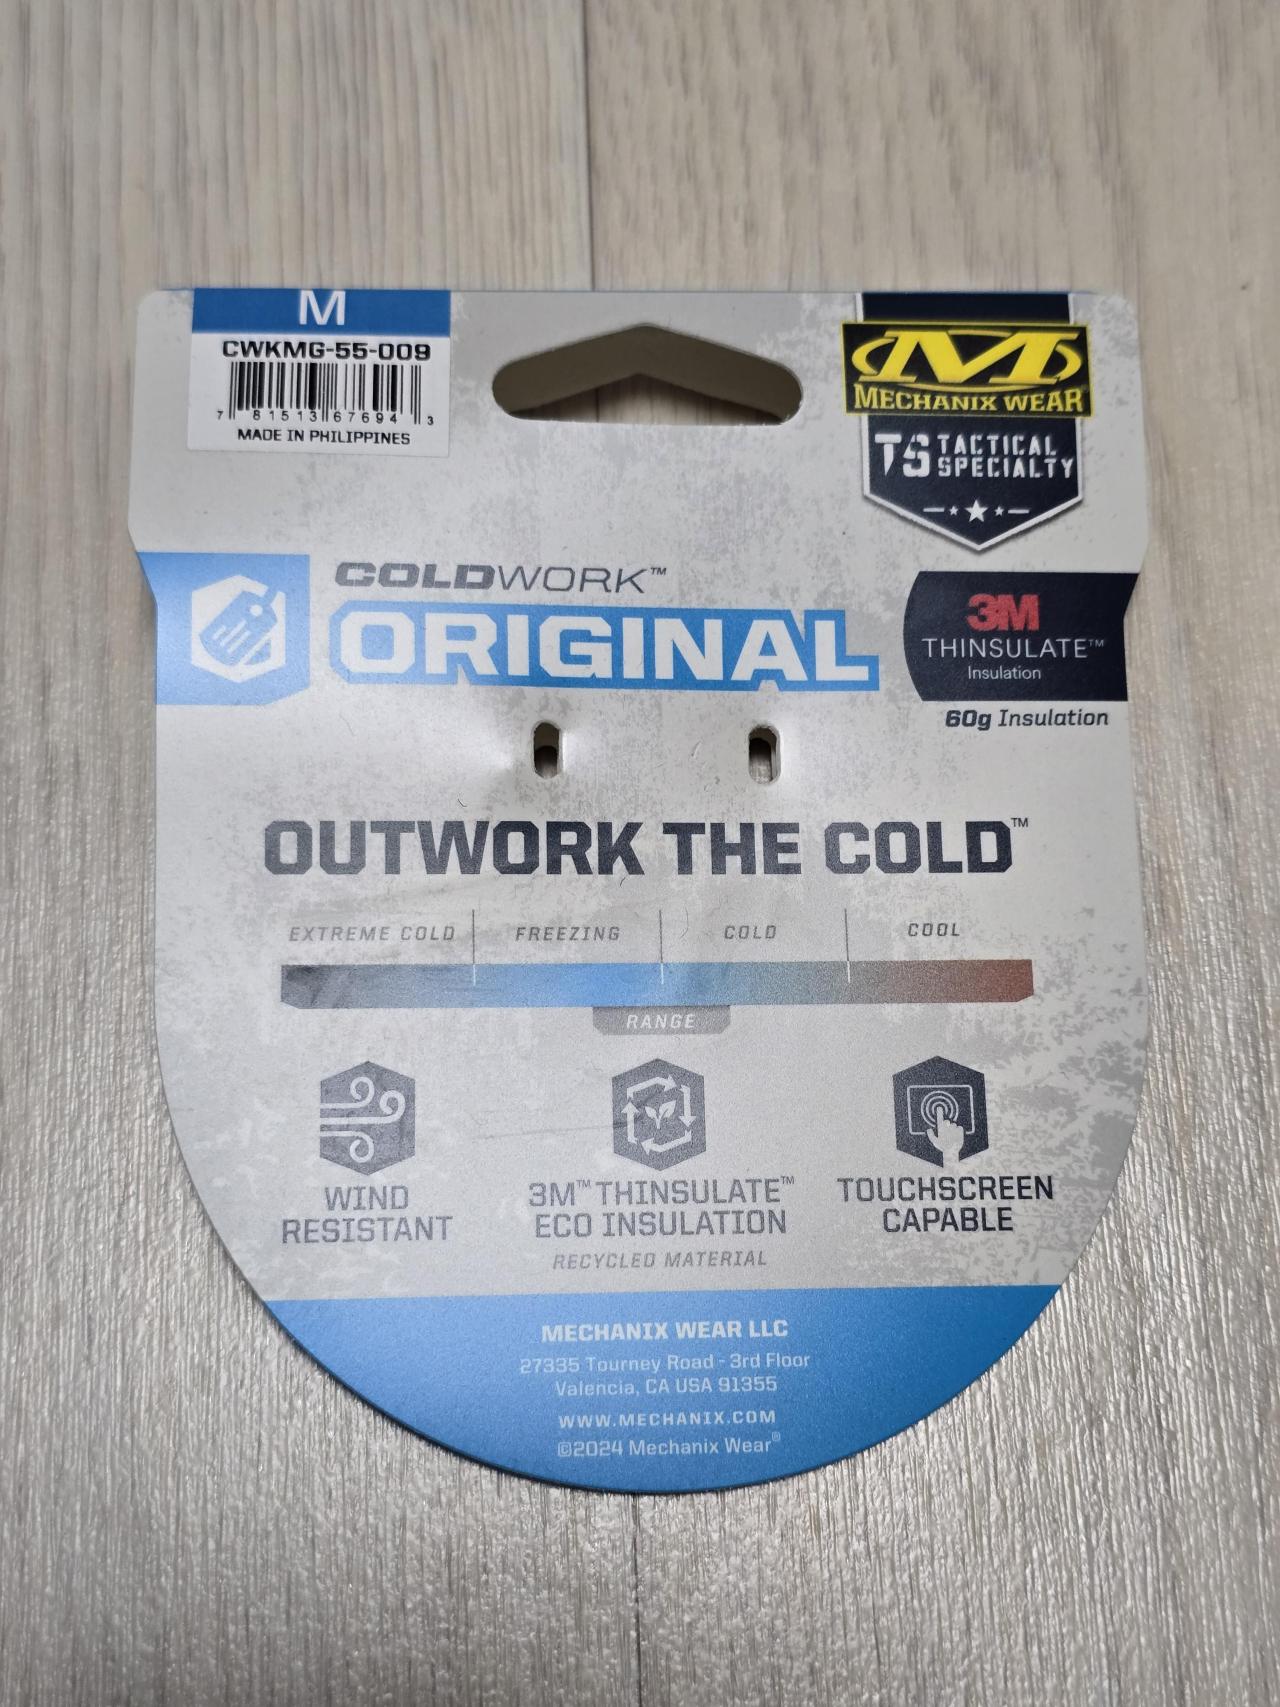 M
CWKMG-55-009
7 81513 67694 3
MADE IN PHILIPPINES
M
MECHANIX WEAR
TS TACTICAL
SPECIALTY
COLDWORK™
ORIGINAL
3M
THINSULATE™
Insulation
60g Insulation
OUTWORK THE COLD™
EXTREME COLD FREEZING COLD COOL
RANGE
WIND
RESISTANT
3M™ THINSULATE™
ECO INSULATION
RECYCLED MATERIAL
TOUCHSCREEN
CAPABLE
MECHANIX WEAR LLC
27335 Tourney Road - 3rd Floor
Valencia, CA USA 91355
WWW.MECHANIX.COM
©2024 Mechanix Wear®